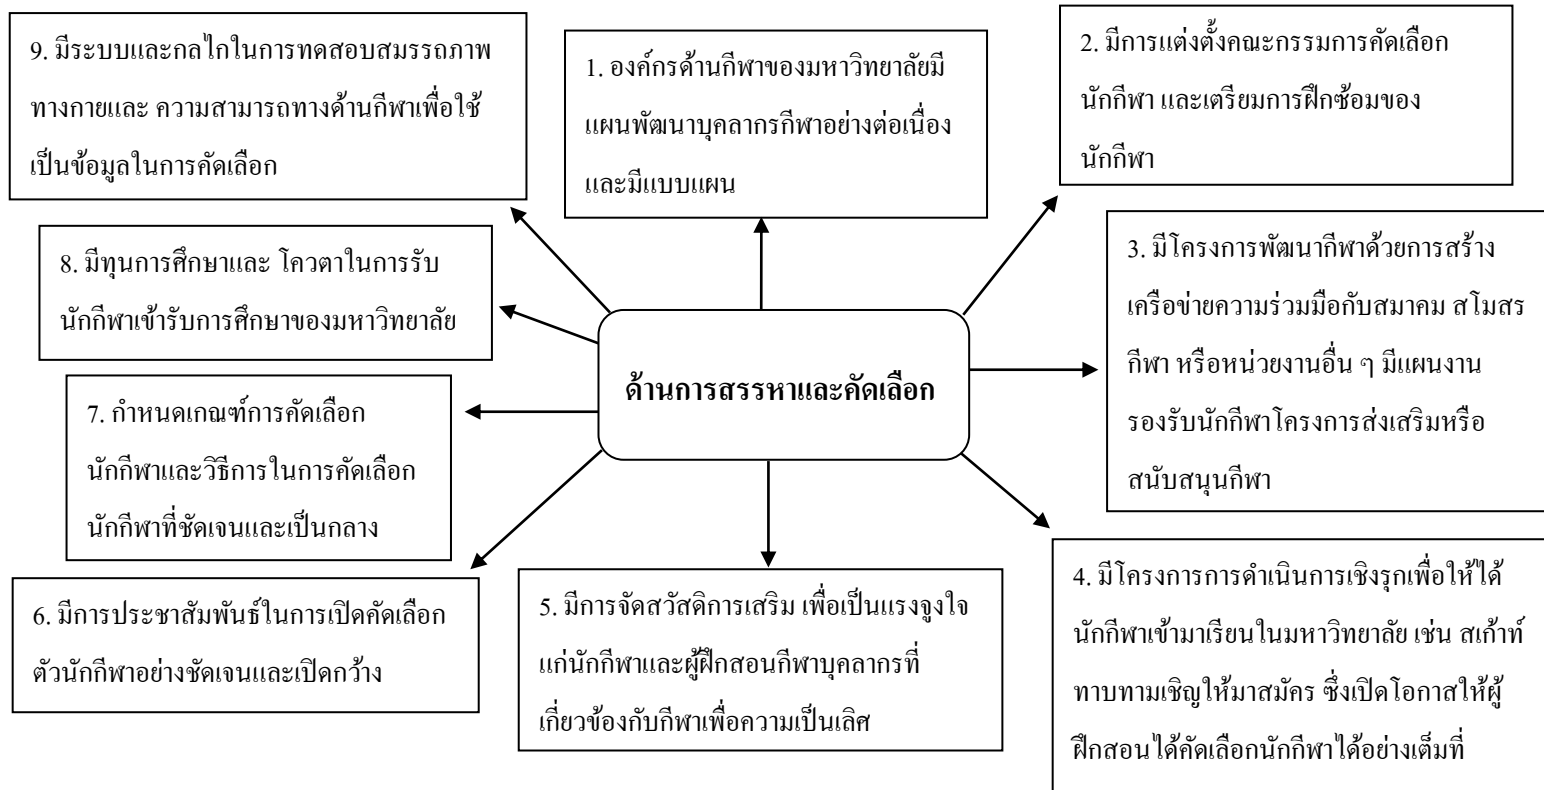 1. องค์กรด้านกีฬาของมหาวิทยาลัยมี
แผนพัฒนาบุคลากรกีฬาอย่างต่อเนื่อง
และมีแบบแผน
2. มีการแต่งตั้งคณะกรรมการคัดเลือก
นักกีฬา และเตรียมการฝึกซ้อมของ
นักกีฬา
3. มีโครงการพัฒนากีฬาด้วยการสร้าง
เครือข่ายความร่วมมือกับสมาคม สโมสร
กีฬา หรือหน่วยงานอื่น ๆ มีแผนงาน
รองรับนักกีฬาโครงการส่งเสริมหรือ
สนับสนุนกีฬา
4. มีโครงการการดำเนินการเชิงรุกเพื่อให้ได้
นักกีฬาเข้ามาเรียนในมหาวิทยาลัย เช่น สเก้าท์
ทาบทามเชิญให้มาสมัคร ซึ่งเปิดโอกาสให้ผู้
ฝึกสอนได้คัดเลือกนักกีฬาได้อย่างเต็มที่
5. มีการจัดสวัสดิการเสริม เพื่อเป็นแรงจูงใจ
แก่นักกีฬาและผู้ฝึกสอนกีฬาบุคลากรที่
เกี่ยวข้องกับกีฬาเพื่อความเป็นเลิศ
6. มีการประชาสัมพันธ์ในการเปิดคัดเลือก
ตัวนักกีฬาอย่างชัดเจนและเปิดกว้าง
7. กำหนดเกณฑ์การคัดเลือก
นักกีฬาและวิธีการในการคัดเลือก
นักกีฬาที่ชัดเจนและเป็นกลาง
8. มีทุนการศึกษาและ โควตาในการรับ
นักกีฬาเข้ารับการศึกษาของมหาวิทยาลัย
9. มีระบบและกลไกในการทดสอบสมรรถภาพ
ทางกายและ ความสามารถทางด้านกีฬาเพื่อใช้
เป็นข้อมูลในการคัดเลือก
ด้านการสรรหาและคัดเลือก